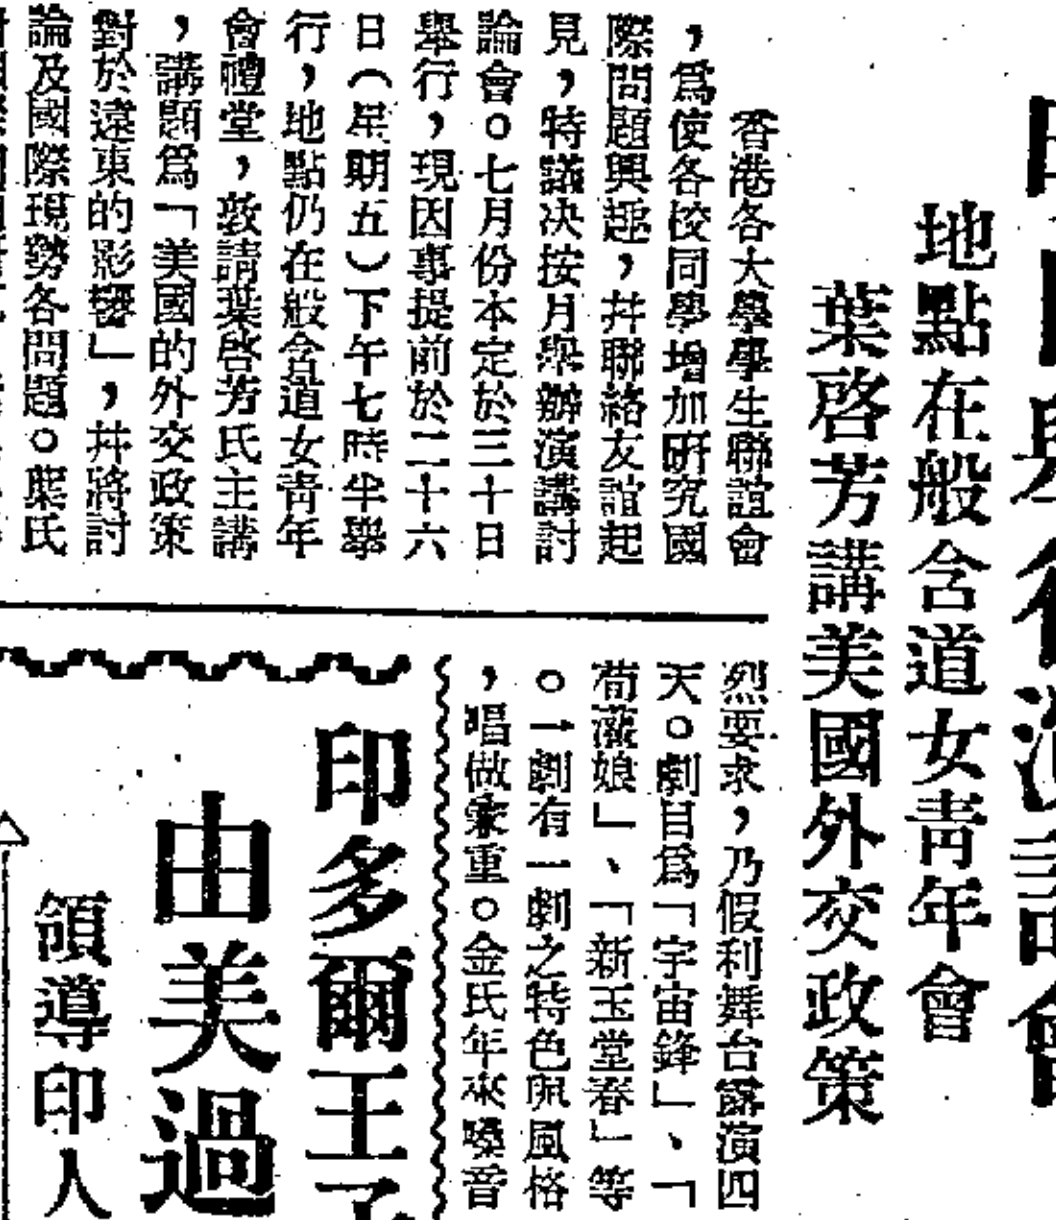 地點在般含道女青年會
葉啓芳講美國外交政策
香港各大學學生聯誼會
，爲使各校同學增加硏究國
際問題興趣，幷聯絡友誼起
見，特議决按月舉辦演講討
論會。七月份本定於三十日
舉行，現因事提前於二十六
日（星期五）下午七時半舉
行，地點仍在般含道女青年
會禮堂，敦請葉啓芳氏主講
，講題爲「美國的外交政策
對於遠東的影響」，幷將討
論及國際現勢各問題。葉氏
烈要求，乃假利舞台露演四
天。劇目爲「宇宙鋒」、「
荀灌娘」、「新玉堂春」等
。一劇有一劇之特色與風格
，唱做綦重。金氏年來嗓音
印多爾王子
由美過
領導印人